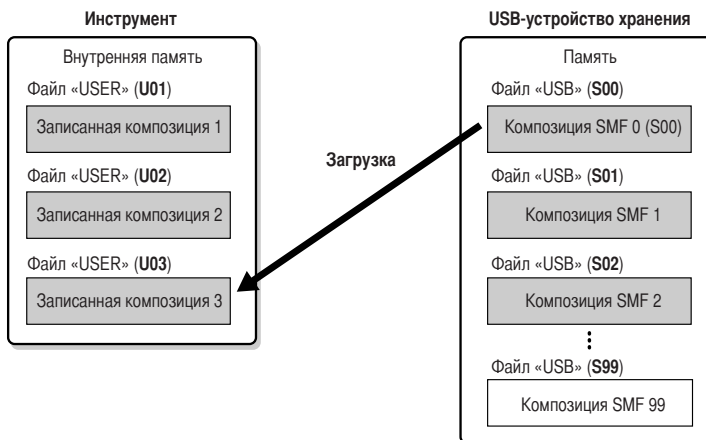 Инструмент
Внутренняя память
Файл «USER» (U01)
Записанная композиция 1
Файл «USER» (U02)
Записанная композиция 2
Файл «USER» (U03)
Записанная композиция 3
Загрузка
USB-устройство хранения
Память
Файл «USB» (S00)
Композиция SMF 0 (S00)
Файл «USB» (S01)
Композиция SMF 1
Файл «USB» (S02)
Композиция SMF 2
Файл «USB» (S99)
Композиция SMF 99